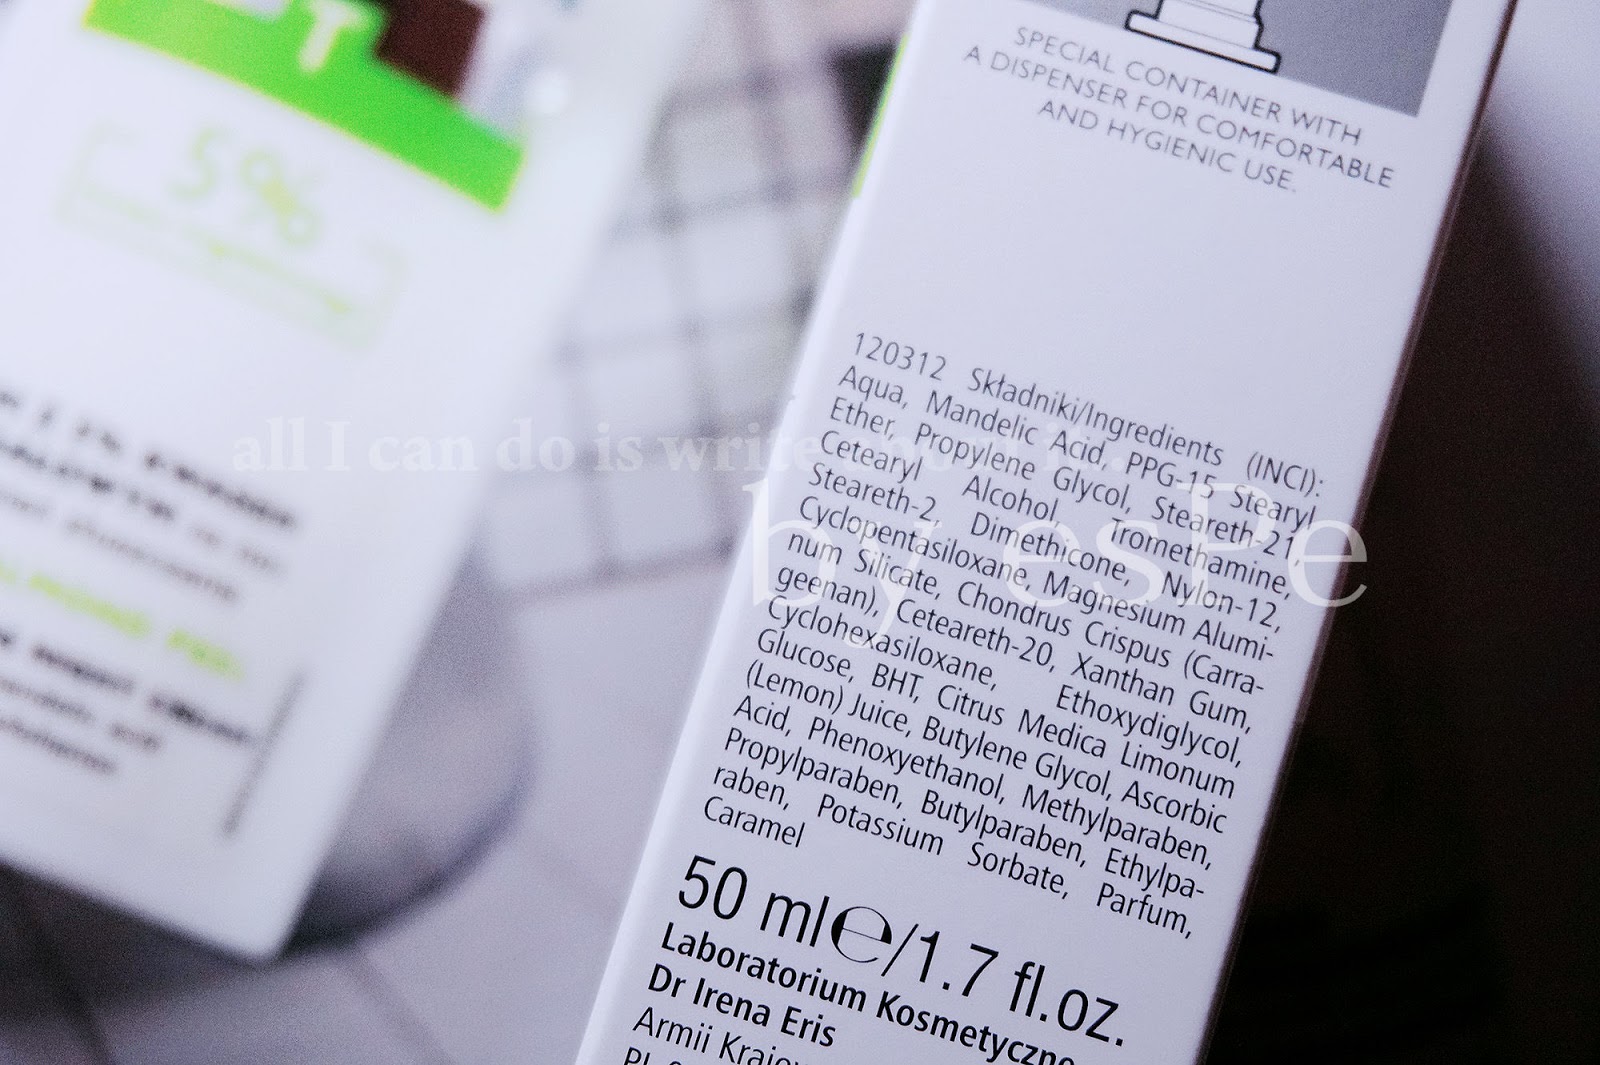 T
5%
SPECIAL CONTAINER WITH
A DISPENSER FOR COMFORTABLE
AND HYGIENIC USE.
120312 Składniki/Ingredients (INCI):
Aqua, Mandelic Acid, PPG-15 Stearyl
Ether, Propylene Glycol, Steareth-21,
Cetearyl Alcohol, Tromethamine,
Steareth-2, Dimethicone, Nylon-12,
Cyclopentasiloxane, Magnesium Alumi-
num Silicate, Chondrus Crispus (Carra-
geenan), Ceteareth-20, Xanthan Gum,
Cyclohexasiloxane, Ethoxydiglycol,
Glucose, BHT, Citrus Medica Limonum
(Lemon) Juice, Butylene Glycol, Ascorbic
Acid, Phenoxyethanol, Methylparaben,
Propylparaben, Butylparaben, Ethylpa-
raben, Potassium Sorbate, Parfum,
Caramel
50 ml℮/1.7 fl.oz.
Laboratorium Kosmetyczne
Dr Irena Eris
Armii
all I can do is write
by esPe